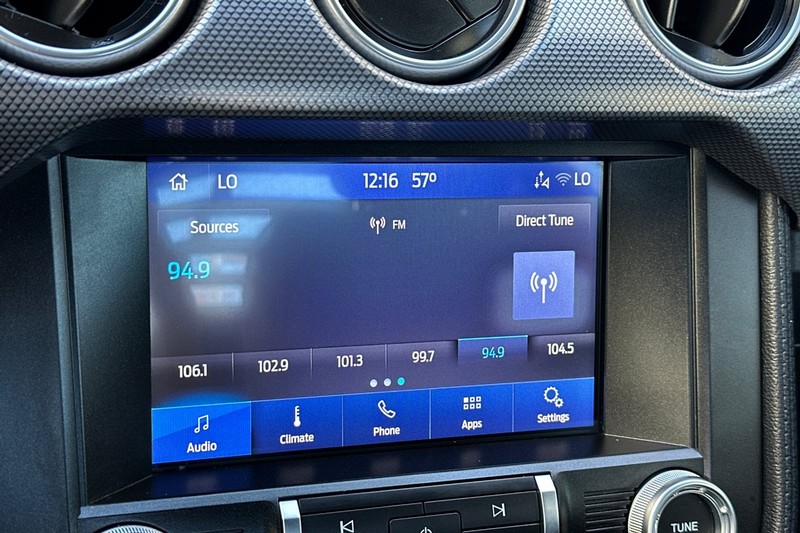 LO 12:16 57° LO
Sources FM Direct Tune
94.9
106.1 102.9 101.3 99.7 94.9 104.5
Audio Climate Phone Apps Settings
TUNE